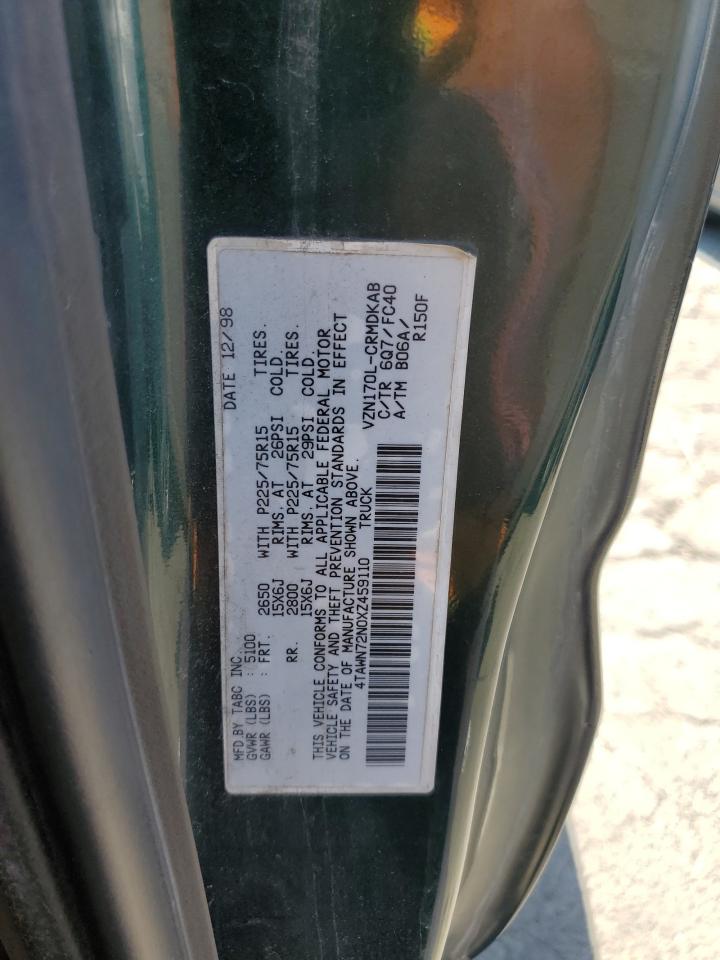 MFD.BY TABC INC. DATE 12/98
GVWR (LBS) : 5100
GAWR (LBS) : FRT. 2650 WITH P225/75R15 TIRES.
15X6J RIMS. AT 26PSI COLD.
RR. 2800 WITH P225/75R15 TIRES.
15X6J RIMS. AT 29PSI COLD.
THIS VEHICLE CONFORMS TO ALL APPLICABLE FEDERAL MOTOR
VEHICLE SAFETY AND THEFT PREVENTION STANDARDS IN EFFECT
ON THE DATE OF MANUFACTURE SHOWN ABOVE.
4TAWN72N0XZ459110 TRUCK
VZN170L-CRMDKAB
C/TR 6Q7/FC40
A/TM B06A/
R150F